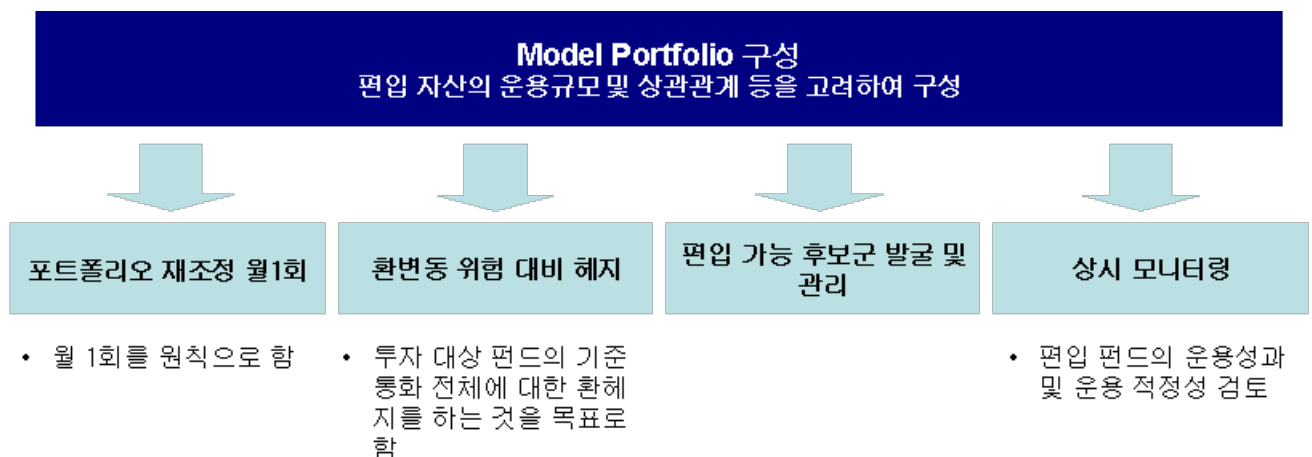 Model Portfolio 구성
편입 자산의 운용규모 및 상관관계 등을 고려하여 구성
포트폴리오 재조정 월1회
환변동 위험 대비 헤지
편입 가능 후보군 발굴 및
관리
상시 모니터링
• 월 1회를 원칙으로 함
• 투자 대상 펀드의 기준
통화 전체에 대한 환헤
지를 하는 것을 목표로
함
• 편입 펀드의 운용성과
및 운용 적정성 검토